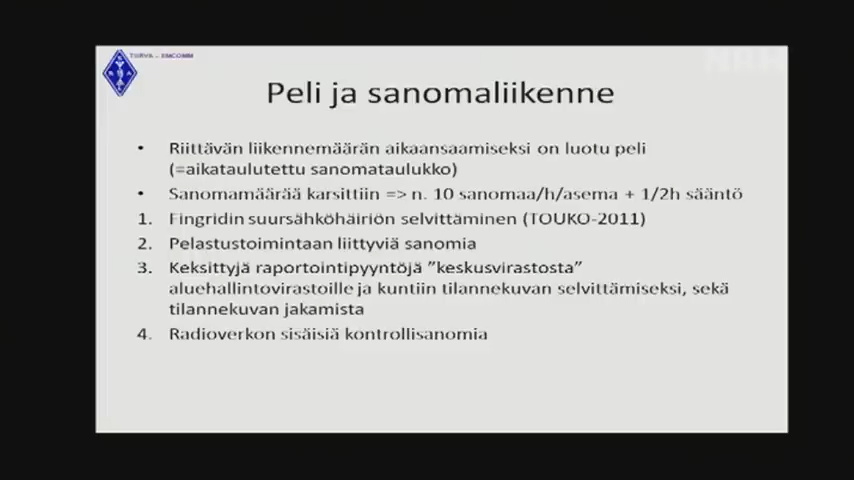 TURVA - EMCOMM
Peli ja sanomaliikenne
• Riittävän liikennemäärän aikaansaamiseksi on luotu peli
(=aikataulutettu sanomataulukko)
• Sanomamäärää karsittiin => n. 10 sanomaa/h/asema + 1/2h sääntö
1. Fingridin suursähköhäiriön selvittäminen (TOUKO-2011)
2. Pelastustoimintaan liittyviä sanomia
3. Keksittyjä raportointipyyntöjä ”keskusvirastosta”
aluehallintovirastoille ja kuntiin tilannekuvan selvittämiseksi, sekä
tilannekuvan jakamista
4. Radioverkon sisäisiä kontrollisanomia